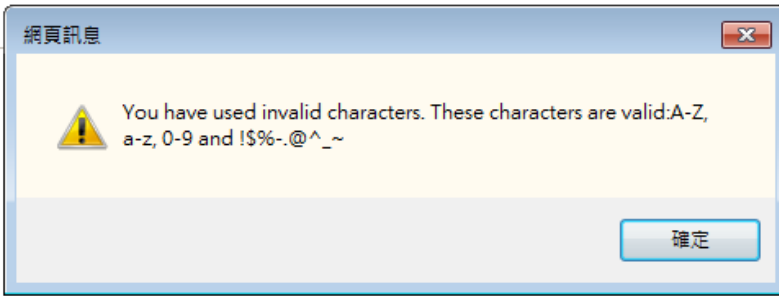 網頁訊息
You have used invalid characters. These characters are valid:A-Z,
a-z, 0-9 and !$%-.@^_~
確定